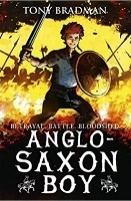 TONY BRADMAN
BETRAYAL. BATTLE. BLOODSHED.
ANGLO-
SAXON
BOY